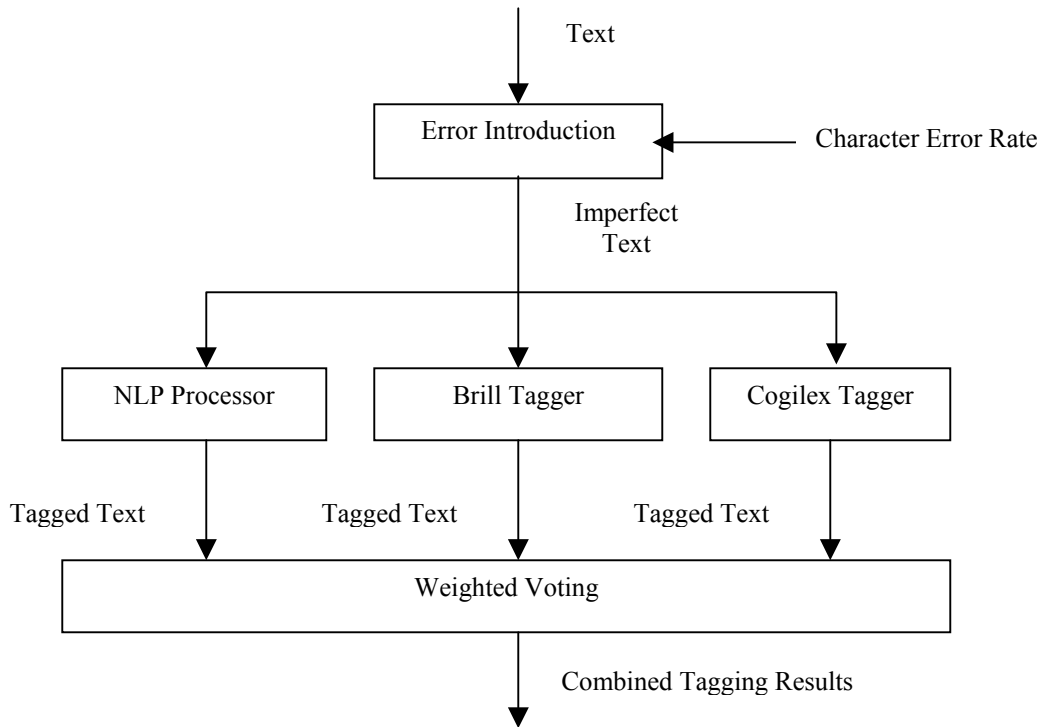 Text
Error Introduction
Character Error Rate
Imperfect
Text
NLP Processor
Brill Tagger
Cogilex Tagger
Tagged Text
Tagged Text
Tagged Text
Weighted Voting
Combined Tagging Results